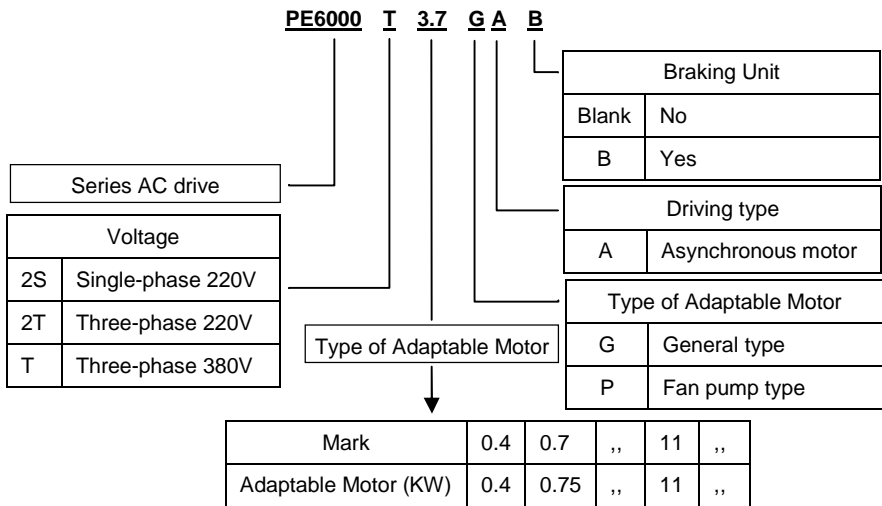 PE6000 T 3.7 G A B
Braking Unit
Blank No
B Yes
Series AC drive
Driving type
A Asynchronous motor
Voltage
2S Single-phase 220V
2T Three-phase 220V
T Three-phase 380V
Type of Adaptable Motor
G General type
P Fan pump type
Type of Adaptable Motor
Mark 0.4 0.7 ,, 11 ,,
Adaptable Motor (KW) 0.4 0.75 ,, 11 ,,